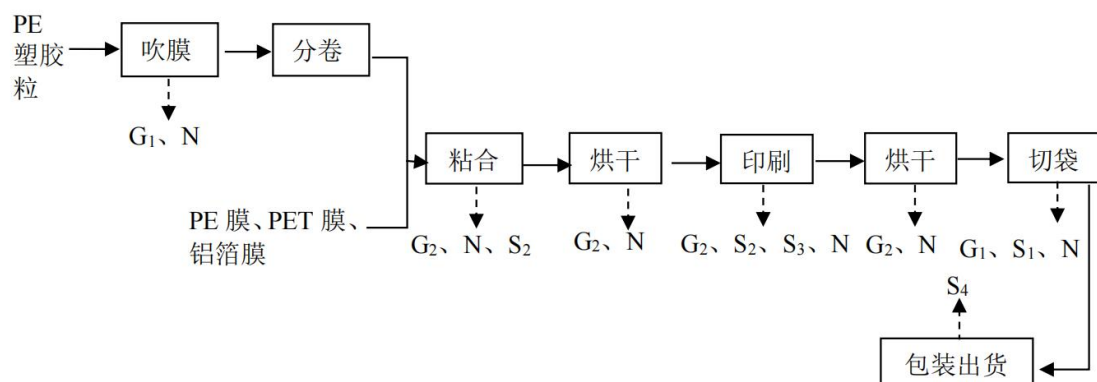 PE
塑胶
粒
吹膜
分卷
G₁、N
粘合
烘干
印刷
烘干
切袋
PE 膜、PET 膜、
铝箔膜
G₂、N、S₂
G₂、N
G₂、S₂、S₃、N
G₂、N
G₁、S₁、N
S₄
包装出货